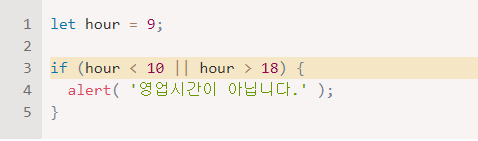 1 let hour = 9;
2
3 if (hour < 10 || hour > 18) {
4   alert( '영업시간이 아닙니다.' );
5 }